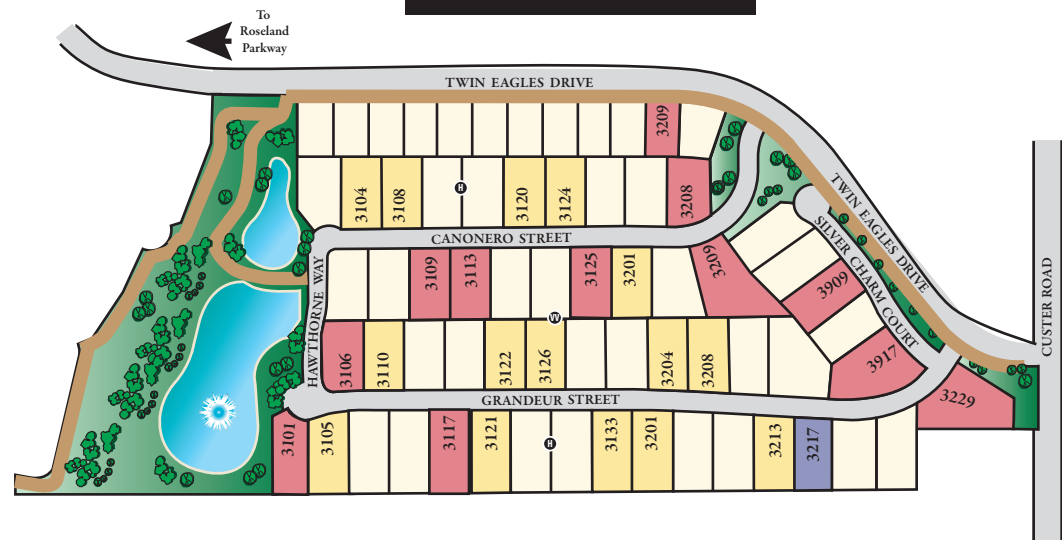 To
Roseland
Parkway
TWIN EAGLES DRIVE
3209
3104
3108
H
3120
3124
3208
TWIN EAGLES DRIVE
CANONERO STREET
SILVER CHARM COURT
3109
3113
3125
3201
3209
3909
HAWTHORNE WAY
W
CUSTER ROAD
3106
3110
3122
3126
3204
3208
3917
GRANDEUR STREET
3229
3101
3105
3117
3121
H
3133
3201
3213
3217